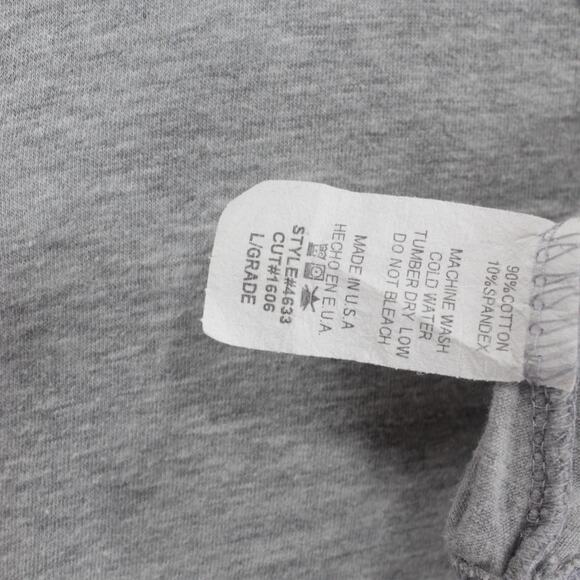 90%COTTON
10%SPANDEX
MACHINE WASH
COLD WATER
TUMBER DRY LOW
DO NOT BLEACH
MADE IN U.S.A
HECHO EN E.U.A.
STYLE#4633
CUT#1606
L/GRADE